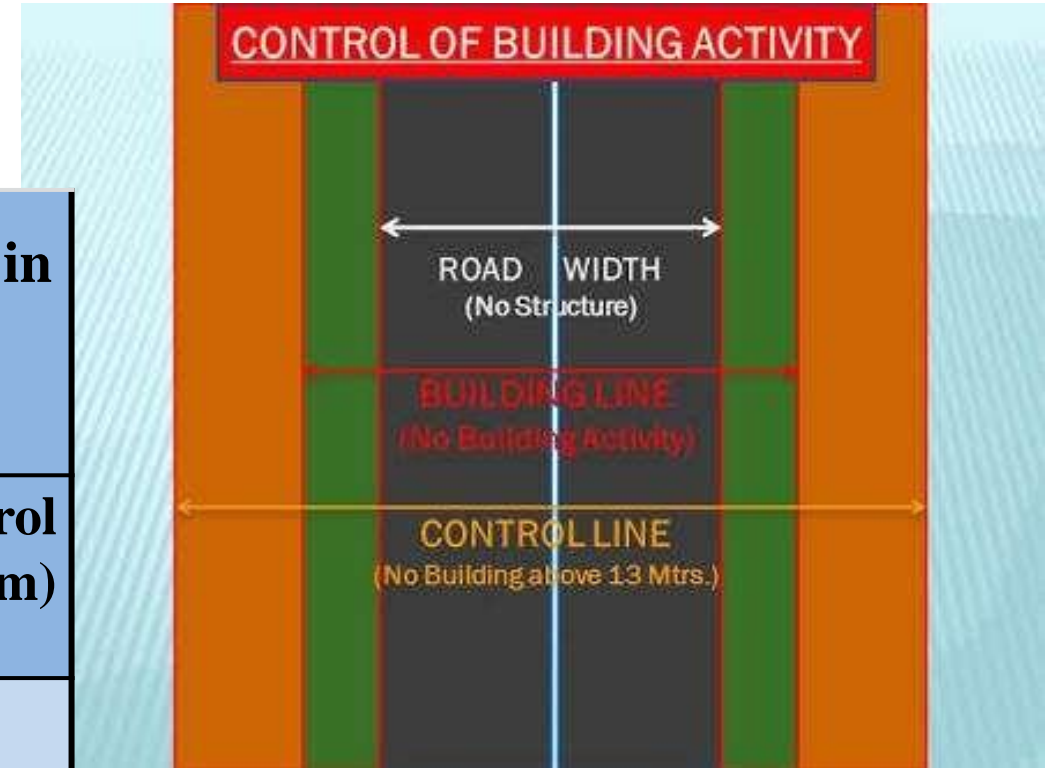 CONTROL OF BUILDING ACTIVITY
in
ROAD WIDTH
(No Structure)
BUILDING LINE
(No Building Activity)
rol
m)
CONTROL LINE
(No Building above 13 Mtrs.)